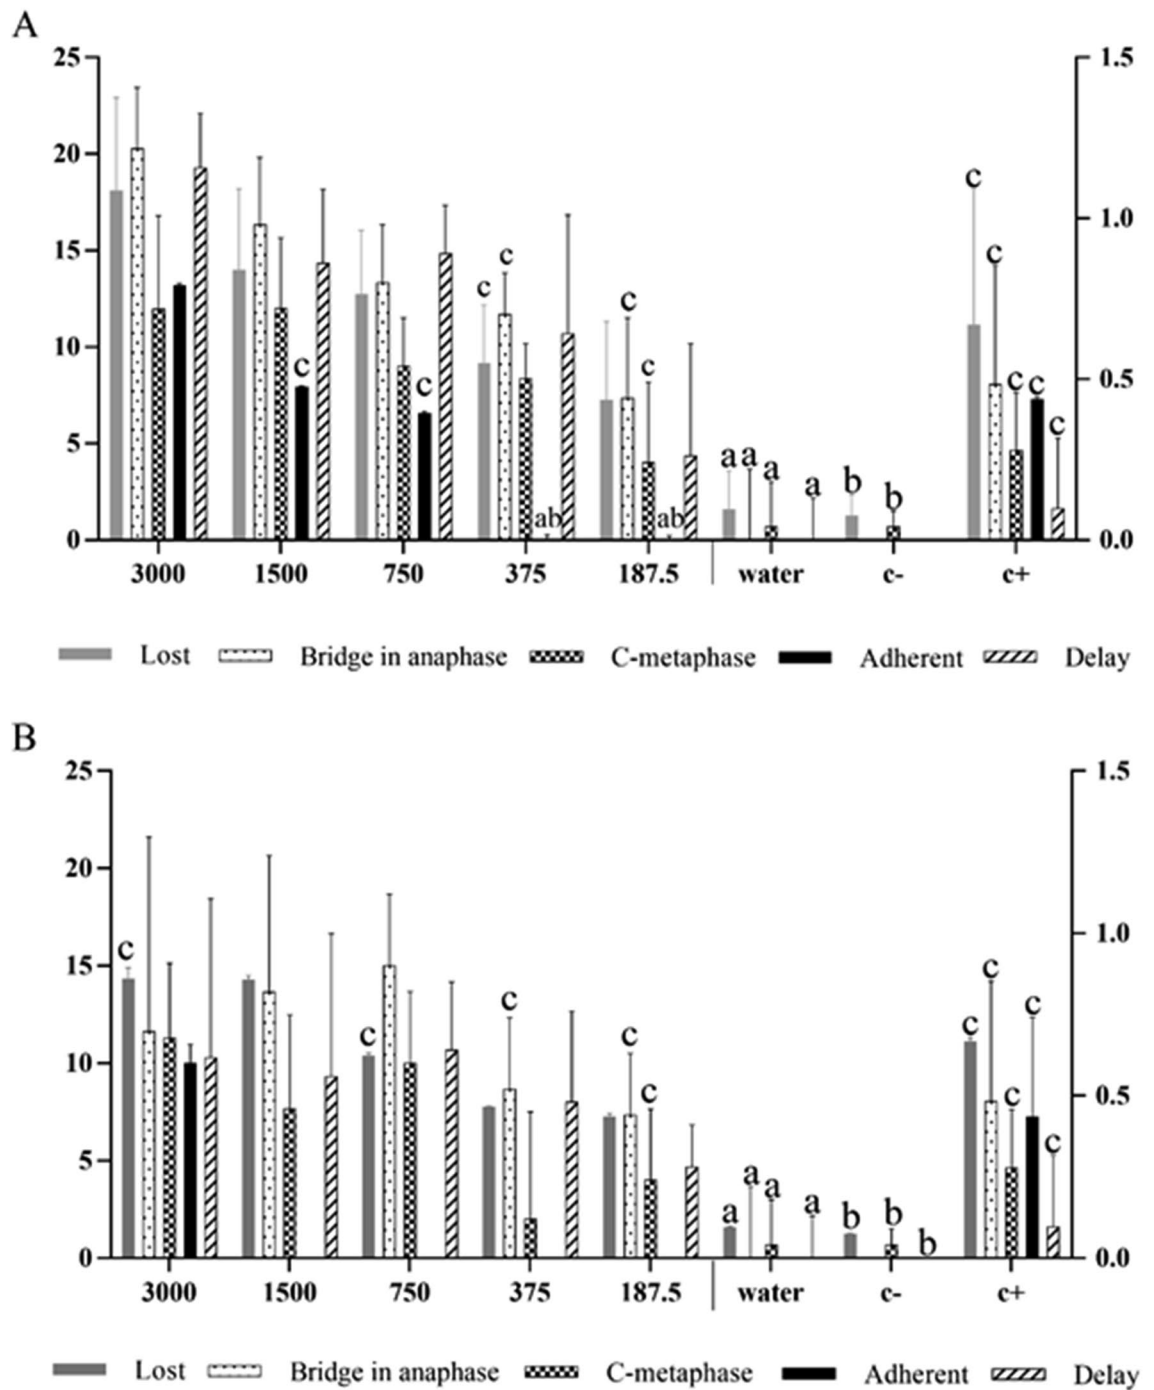 A
25 1.5
20
c
1.0
15
c c c
10
c c c c c 0.5
c
5
a a a a b b
ab ab
0 0.0
3000 1500 750 375 187.5 water c- c+
Lost Bridge in anaphase C-metaphase Adherent Delay
B
25 1.5
20
1.0
c c
15
c c c c c
10
c c 0.5
c
5
a a a a b b b
0 0.0
3000 1500 750 375 187.5 water c- c+
Lost Bridge in anaphase C-metaphase Adherent Delay